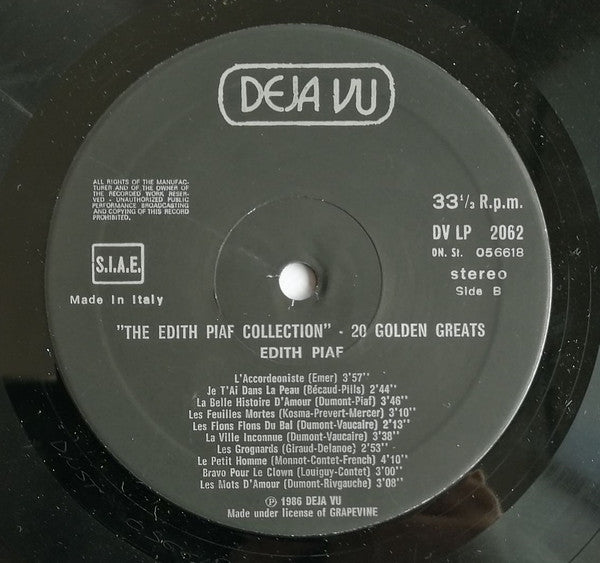 DEJA VU
ALL RIGHTS OF THE MANUFAC-
TURER AND OF THE OWNER OF
THE RECORDED WORK RESER-
VED - UNAUTHORIZED PUBLIC
PERFORMANCE BROADCASTING
AND COPYING OF THIS RECORD
PROHIBITED.
S.I.A.E.
Made in Italy
33 1/3 R.p.m.
DV LP 2062
ON. St. 056618
stereo
Side B
"THE EDITH PIAF COLLECTION" - 20 GOLDEN GREATS
EDITH PIAF
L'Accordeoniste (Emer) 3'57''
Je T'Ai Dans La Peau (Bécaud-Pills) 2'44''
La Belle Histoire D'Amour (Dumont-Piaf) 3'46''
Les Feuilles Mortes (Kosma-Prevert-Mercer) 3'10''
Les Flons Flons Du Bal (Dumont-Vaucaire) 2'13''
La Ville Inconnue (Dumont-Vaucaire) 3'38''
Les Grognards (Giraud-Delanoe) 2'53''
Le Petit Homme (Monnot-Contet-French) 4'10''
Bravo Pour Le Clown (Louiguy-Contet) 3'00''
Les Mots D'Amour (Dumont-Rivgauche) 3'08''
℗ 1986 DEJA VU
Made under license of GRAPEVINE